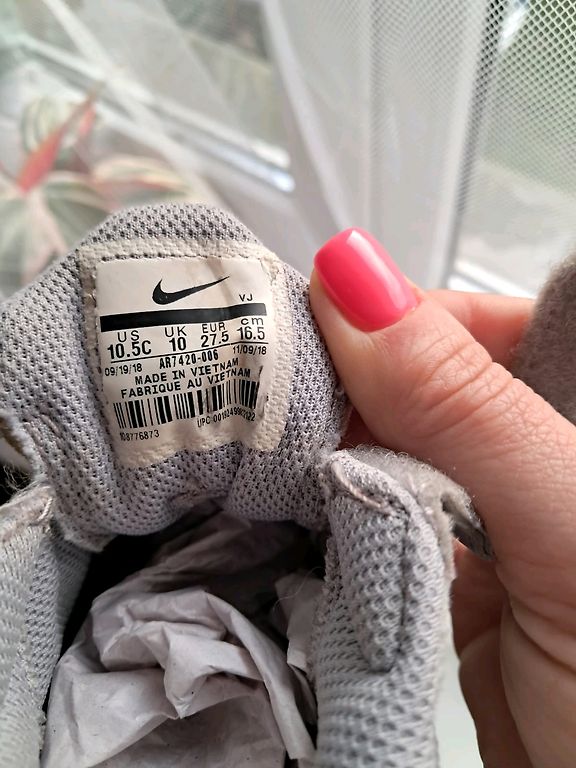 VJ
US UK EUR cm
10.5C 10 27.5 16.5
09/19/18 AR7420-006 11/09/18
MADE IN VIETNAM
FABRIQUE AU VIETNAM